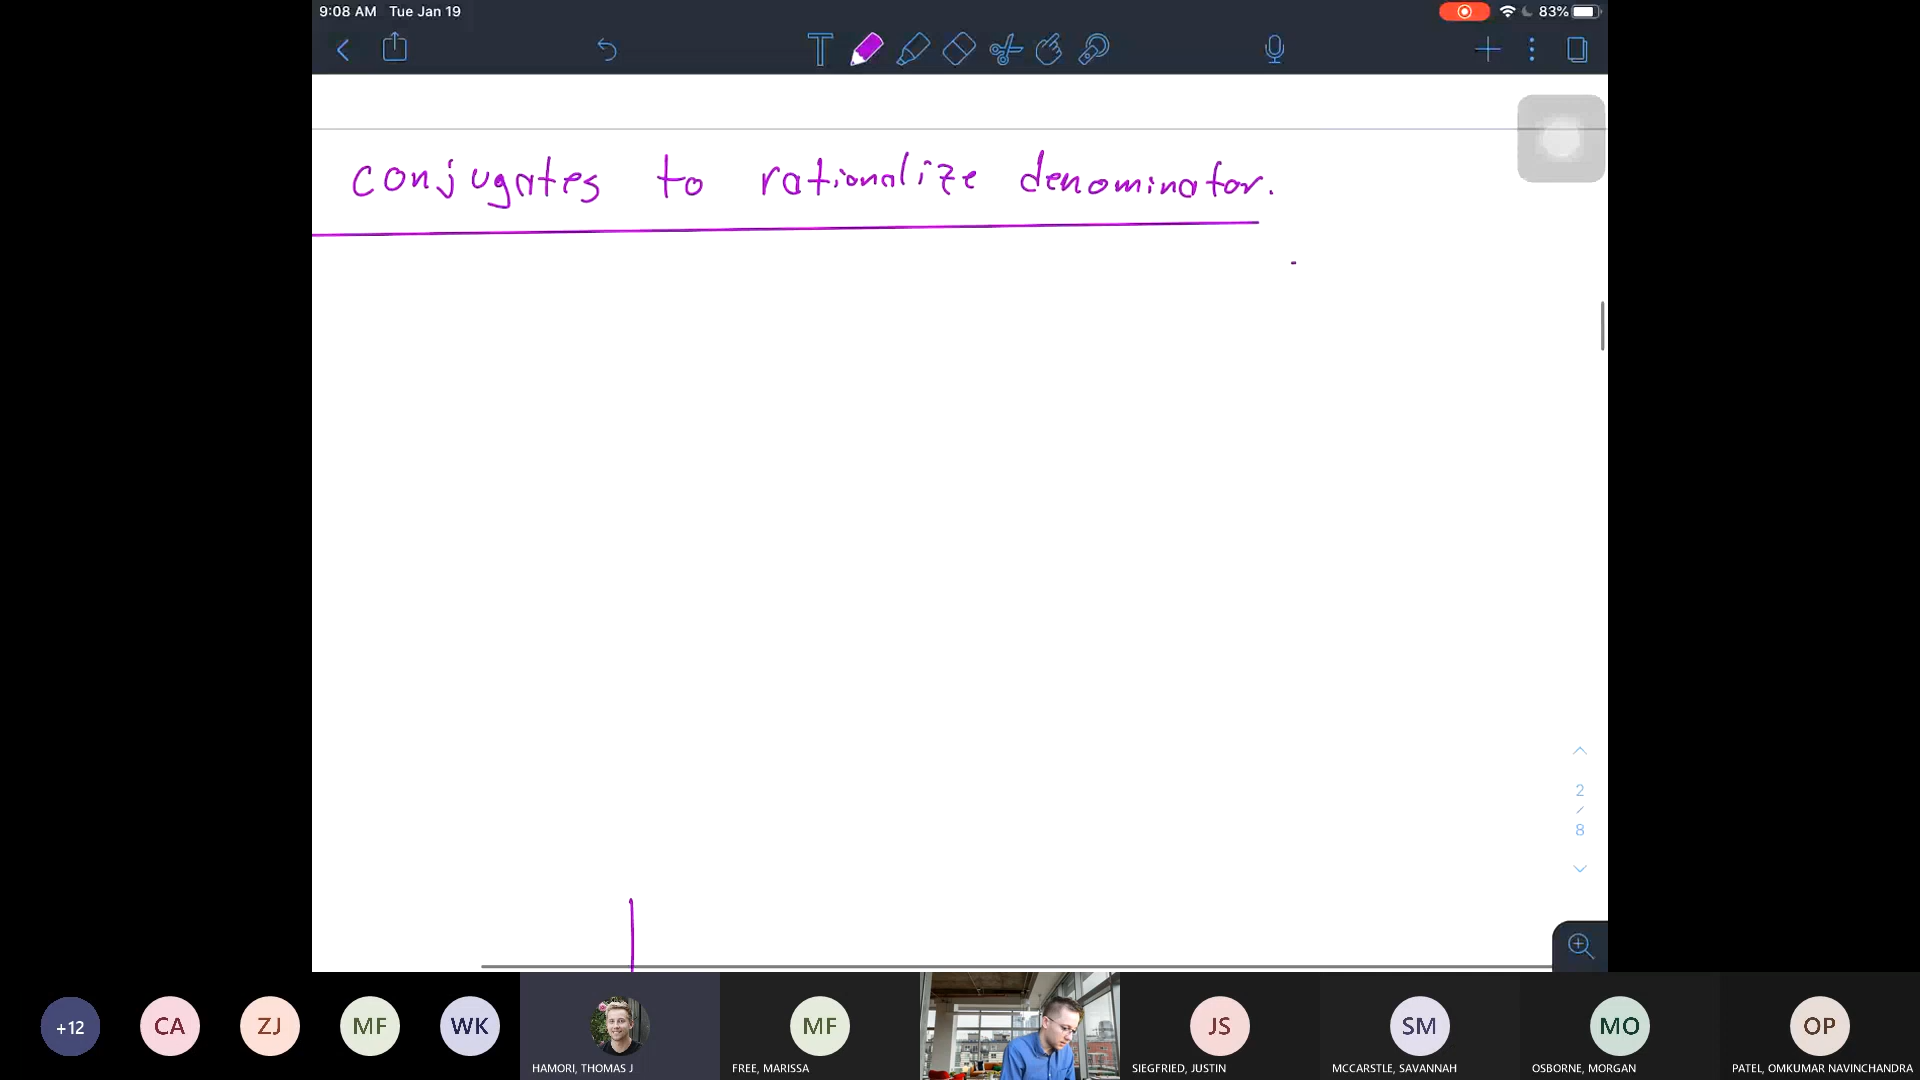 9:08 AM Tue Jan 19
83%
conjugates to rationalize denominator.
2
8
+12
CA
ZJ
MF
WK
MF
JS
SM
MO
OP
HAMORI, THOMAS J
FREE, MARISSA
SIEGFRIED, JUSTIN
MCCARSTLE, SAVANNAH
OSBORNE, MORGAN
PATEL, OMKUMAR NAVINCHANDRA